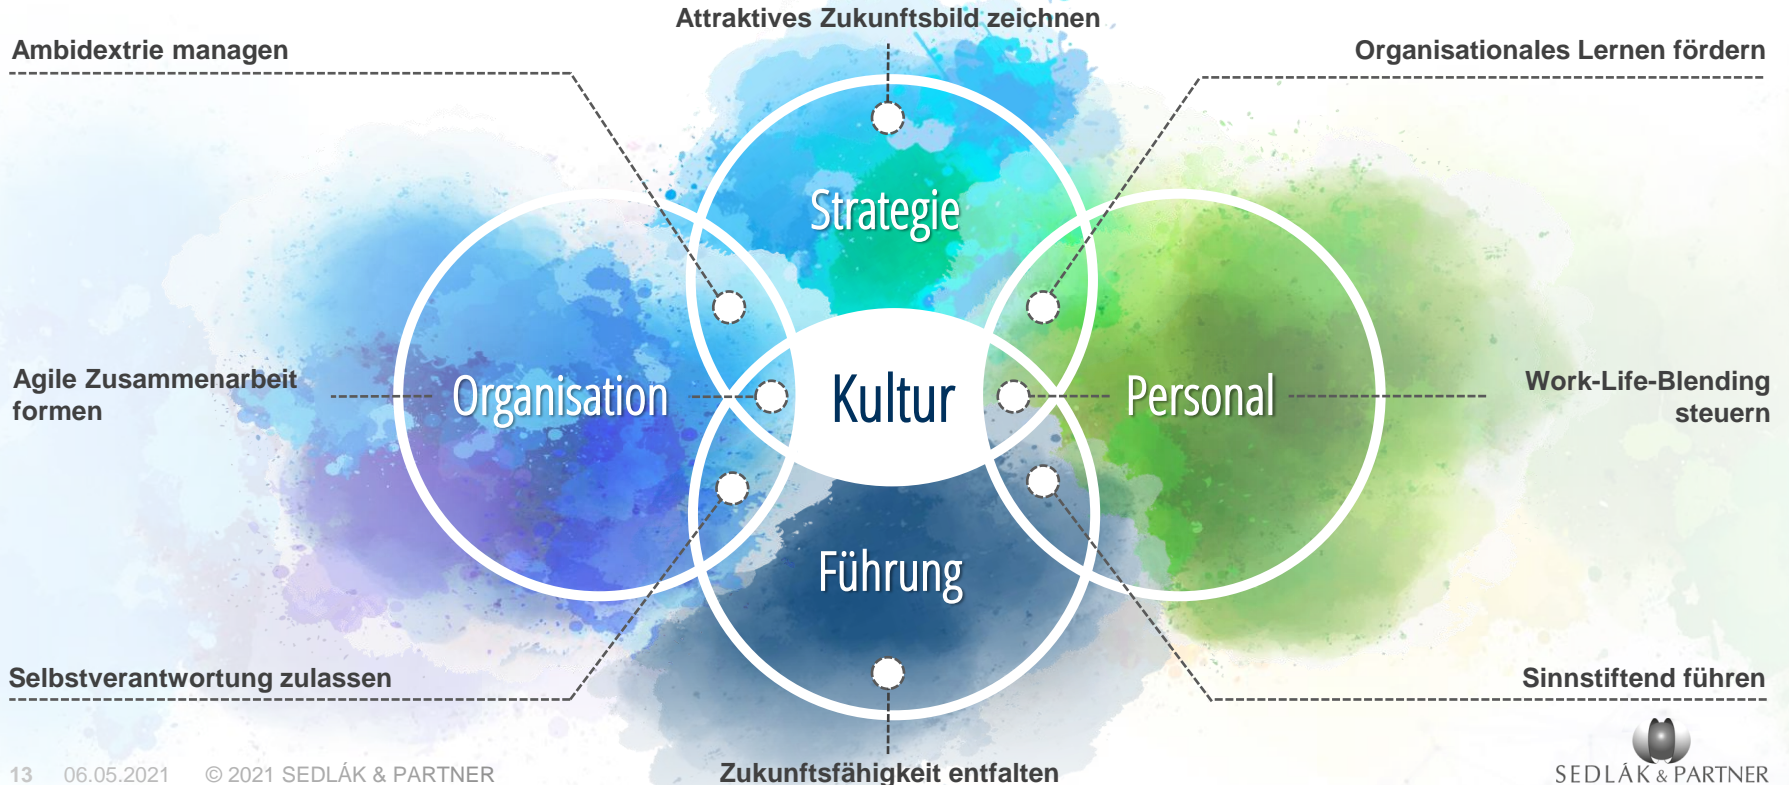 Attraktives Zukunftsbild zeichnen
Ambidextrie managen
Organisationales Lernen fördern
Strategie
Agile Zusammenarbeit
formen
Organisation
Kultur
Personal
Work-Life-Blending
steuern
Führung
Selbstverantwortung zulassen
Sinnstiftend führen
Zukunftsfähigkeit entfalten
13 06.05.2021 © 2021 SEDLÁK & PARTNER
SEDLÁK & PARTNER